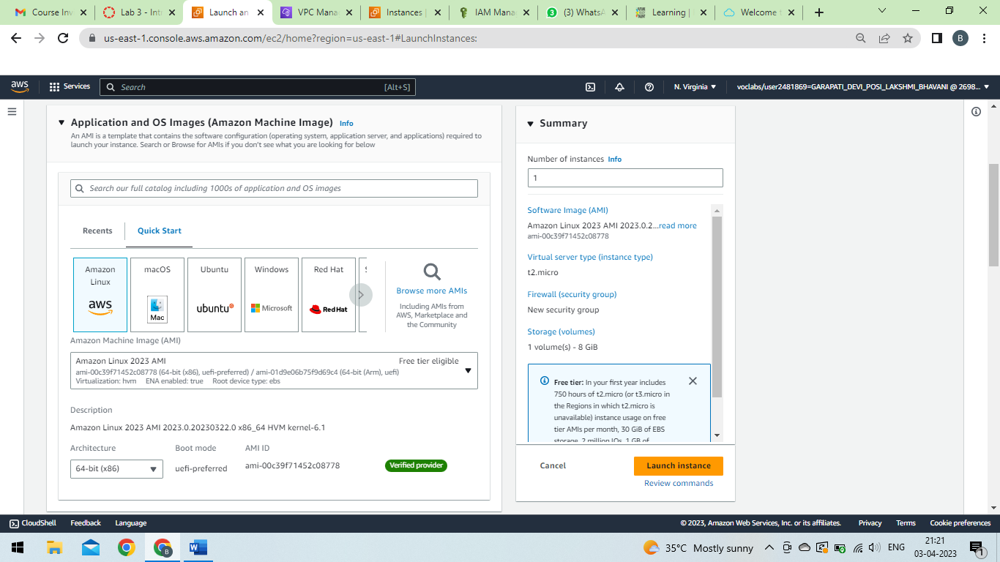 Course Inv
Lab 3 - Intr
Launch an
VPC Mana
Instances |
IAM Mana
(3) WhatsA
Learning |
Welcome t
us-east-1.console.aws.amazon.com/ec2/home?region=us-east-1#LaunchInstances:
B
aws
Services
Search
[Alt+S]
N. Virginia
voclabs/user2481869=GARAPATI_DEVI_POSI_LAKSHMI_BHAVANI @ 2698...
Application and OS Images (Amazon Machine Image) Info
An AMI is a template that contains the software configuration (operating system, application server, and applications) required to
launch your instance. Search or Browse for AMIs if you don't see what you are looking for below
Search our full catalog including 1000s of application and OS images
Recents
Quick Start
Amazon
Linux
aws
macOS
Mac
Ubuntu
ubuntu
Windows
Microsoft
Red Hat
RedHat
Browse more AMIs
Including AMIs from
AWS, Marketplace and
the Community
Amazon Machine Image (AMI)
Amazon Linux 2023 AMI
Free tier eligible
ami-00c39f71452c08778 (64-bit (x86), uefi-preferred) / ami-01d9e06b75f9d69c4 (64-bit (Arm), uefi)
Virtualization: hvm ENA enabled: true Root device type: ebs
Description
Amazon Linux 2023 AMI 2023.0.20230322.0 x86_64 HVM kernel-6.1
Architecture
Boot mode
AMI ID
64-bit (x86)
uefi-preferred
ami-00c39f71452c08778
Verified provider
Summary
Number of instances Info
1
Software Image (AMI)
Amazon Linux 2023 AMI 2023.0.2...read more
ami-00c39f71452c08778
Virtual server type (instance type)
t2.micro
Firewall (security group)
New security group
Storage (volumes)
1 volume(s) - 8 GiB
Free tier: In your first year includes
750 hours of t2.micro (or t3.micro in
the Regions in which t2.micro is
unavailable) instance usage on free
tier AMIs per month, 30 GiB of EBS
storage, 2 million IOs, 1 GB of
Cancel
Launch instance
Review commands
CloudShell
Feedback
Language
© 2023, Amazon Web Services, Inc. or its affiliates.
Privacy
Terms
Cookie preferences
35°C Mostly sunny
ENG
21:21
03-04-2023
1